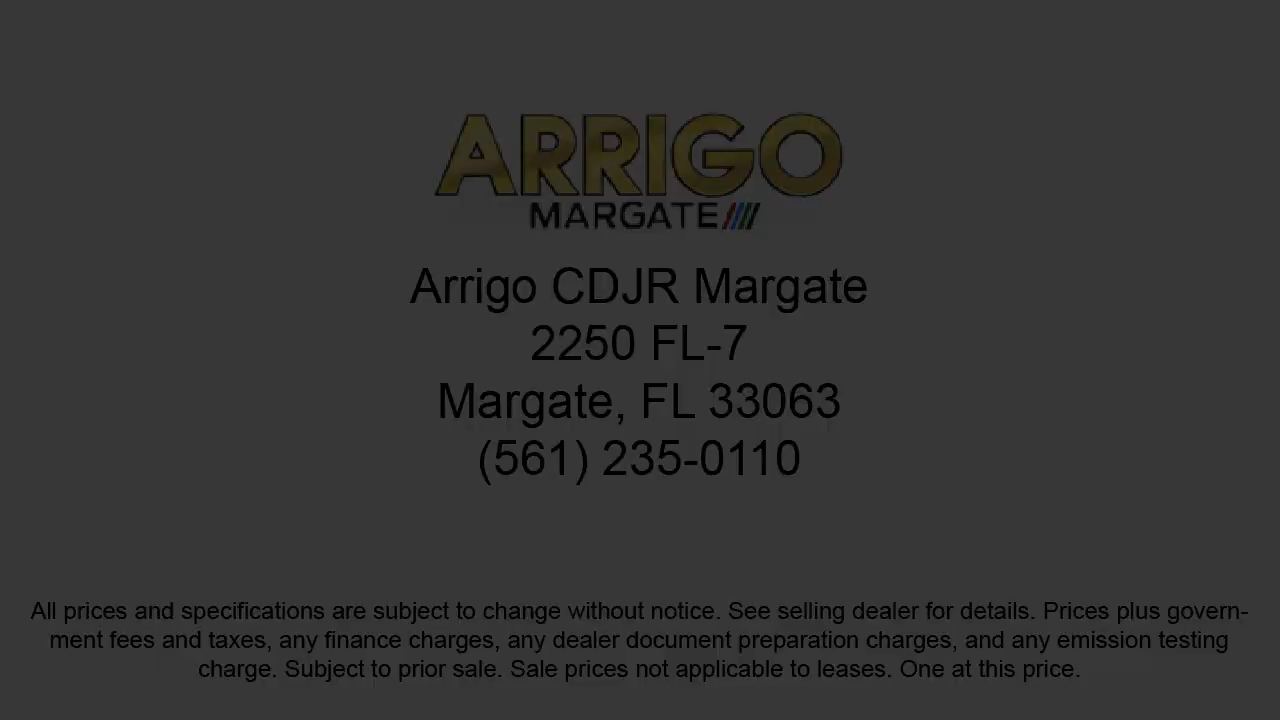 ARRIGO
MARGATE
Arrigo CDJR Margate
2250 FL-7
Margate, FL 33063
(561) 235-0110
All prices and specifications are subject to change without notice. See selling dealer for details. Prices plus govern-
ment fees and taxes, any finance charges, any dealer document preparation charges, and any emission testing
charge. Subject to prior sale. Sale prices not applicable to leases. One at this price.